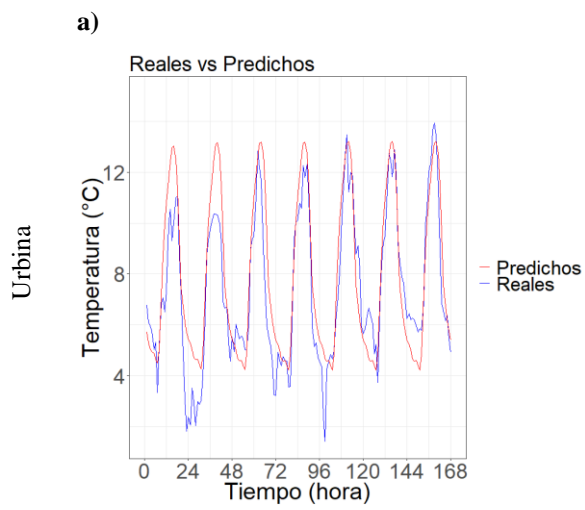 a)
Reales vs Predichos
Urbina
Temperatura (°C)
12
8
4
0 24 48 72 96 120 144 168
Tiempo (hora)
Predichos
Reales